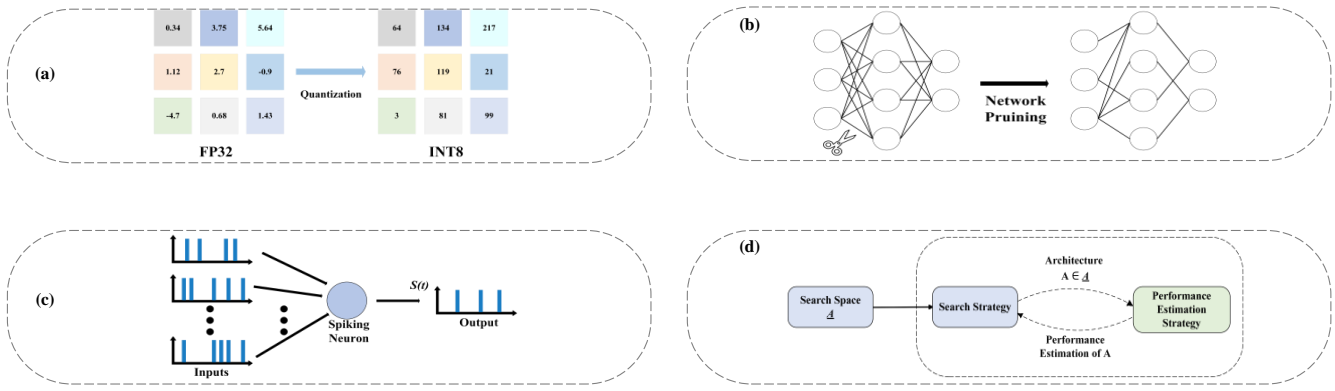 (a)
0.34 3.75 5.64
1.12 2.7 -0.9
-4.7 0.68 1.43
FP32
Quantization
64 134 217
76 119 21
3 81 99
INT8
(b)
Network
Pruining
(c)
Inputs
Spiking
Neuron
S(t)
Output
(d)
Search Space
A
Search Strategy
Architecture
A ∈ A
Performance
Estimation
Strategy
Performance
Estimation of A